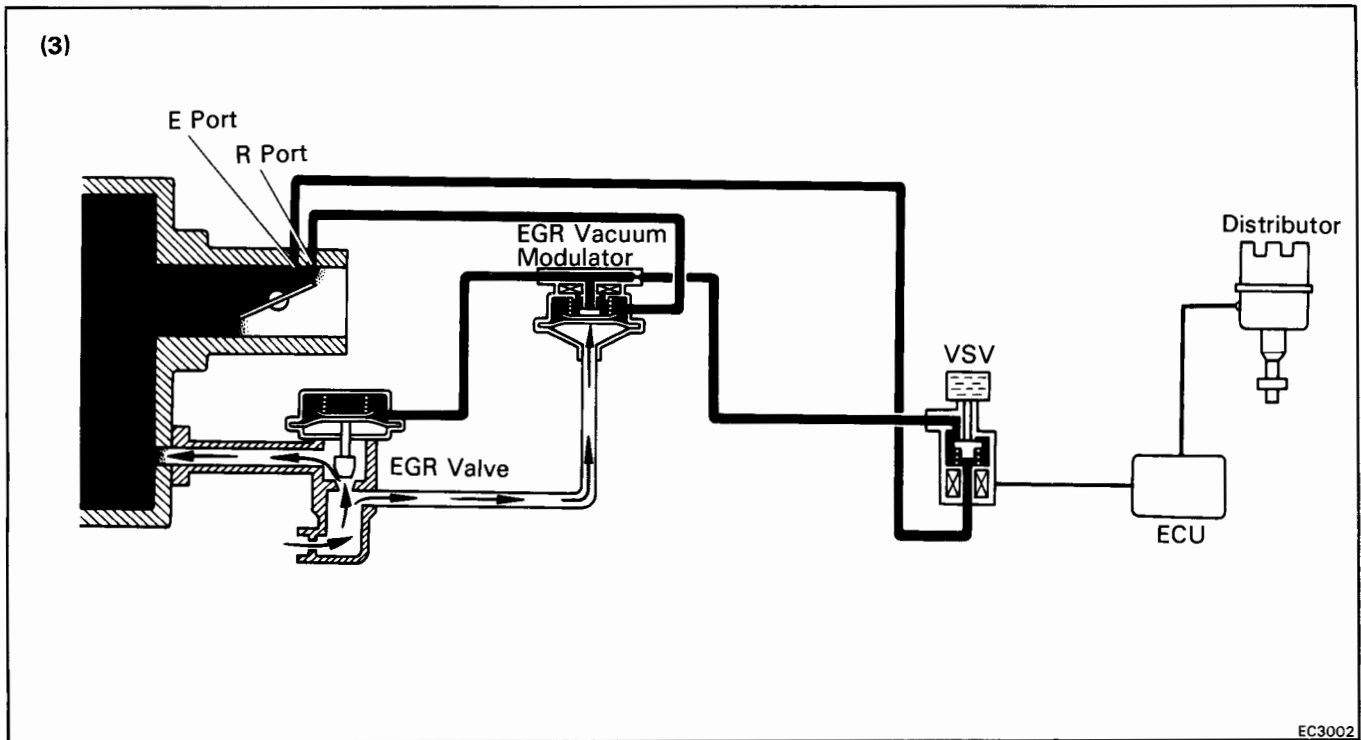 (3)
E Port
R Port
EGR Vacuum
Modulator
Distributor
VSV
EGR Valve
ECU
EC3002